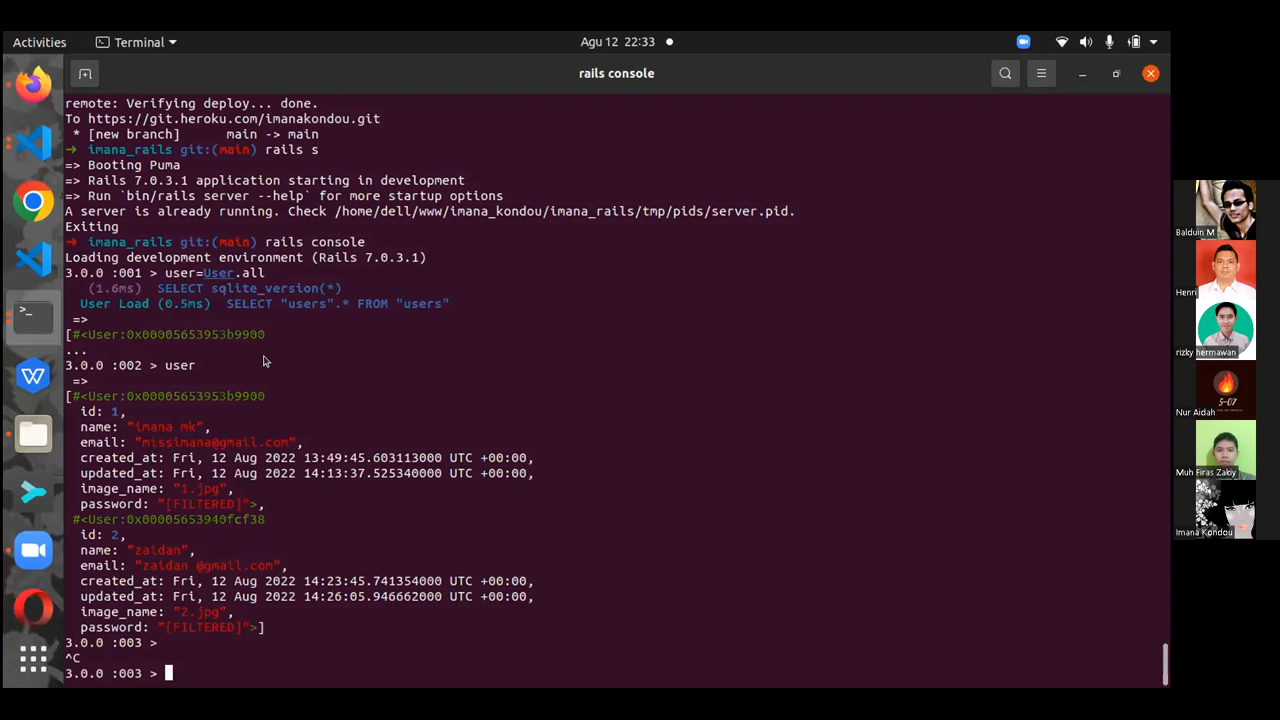 Activities
Terminal
Agu 12 22:33
rails console
remote: Verifying deploy... done.
To https://git.heroku.com/imanakondou.git
* [new branch]      main -> main
➜ imana_rails git:(main) rails s
=> Booting Puma
=> Rails 7.0.3.1 application starting in development
=> Run `bin/rails server --help` for more startup options
A server is already running. Check /home/dell/www/imana_kondou/imana_rails/tmp/pids/server.pid.
Exiting
➜ imana_rails git:(main) rails console
Loading development environment (Rails 7.0.3.1)
3.0.0 :001 > user=User.all
(1.6ms)  SELECT sqlite_version(*)
User Load (0.5ms)  SELECT "users".* FROM "users"
=>
[#<User:0x00005653953b9900
...
3.0.0 :002 > user
=>
[#<User:0x00005653953b9900
id: 1,
name: "imana mk",
email: "missimana@gmail.com",
created_at: Fri, 12 Aug 2022 13:49:45.603113000 UTC +00:00,
updated_at: Fri, 12 Aug 2022 14:13:37.525340000 UTC +00:00,
image_name: "1.jpg",
password: "[FILTERED]">,
#<User:0x00005653940fcf38
id: 2,
name: "zaidan",
email: "zaidan @gmail.com",
created_at: Fri, 12 Aug 2022 14:23:45.741354000 UTC +00:00,
updated_at: Fri, 12 Aug 2022 14:26:05.946662000 UTC +00:00,
image_name: "2.jpg",
password: "[FILTERED]">]
3.0.0 :003 >
^C
3.0.0 :003 >
Balduin M
Henri
rizky hermawan
5-07
Nur Aidah
Muh Firas Zaky
Imana Kondou